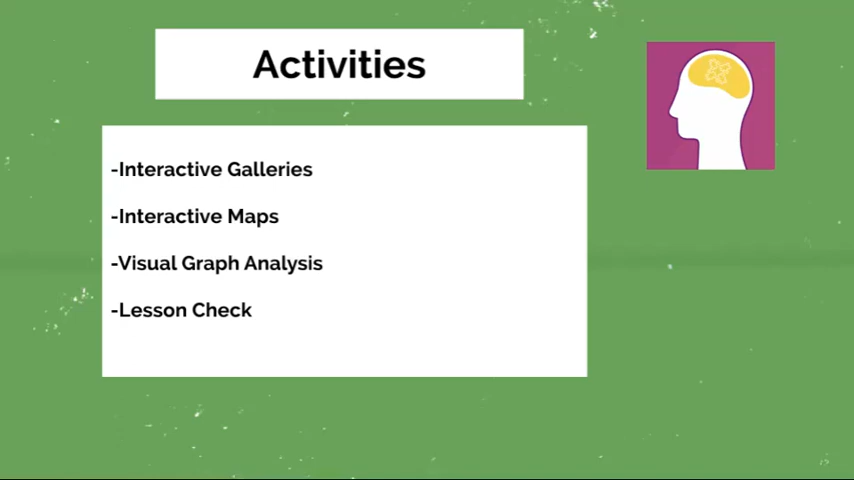 Activities
-Interactive Galleries
-Interactive Maps
-Visual Graph Analysis
-Lesson Check